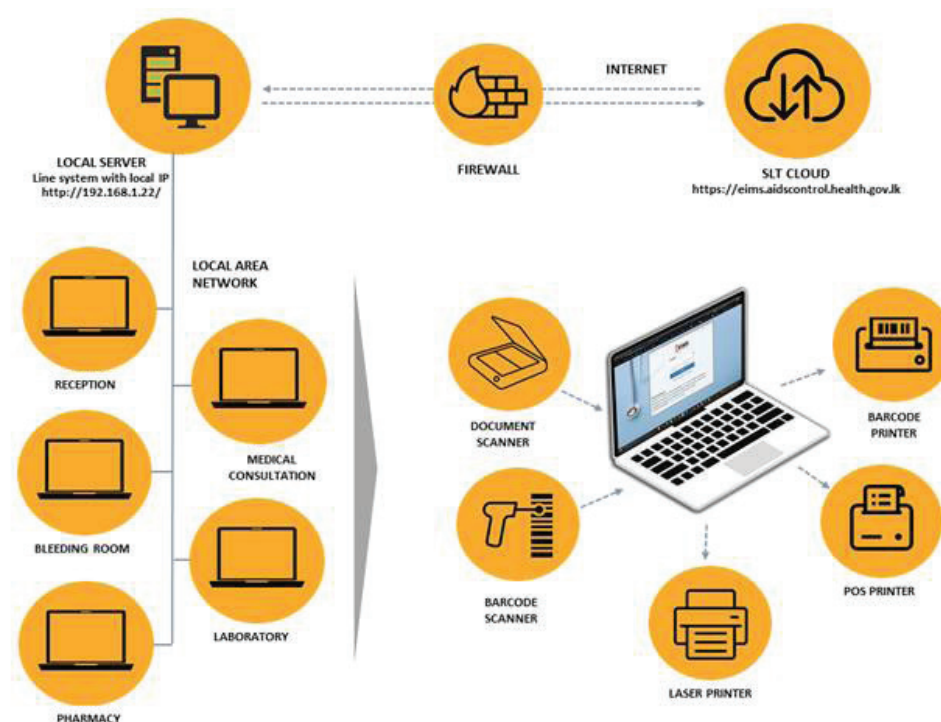 INTERNET
LOCAL SERVER
Line system with local IP
http://192.168.1.22/
FIREWALL
SLT CLOUD
https://eims.aidscontrol.health.gov.lk
LOCAL AREA
NETWORK
RECEPTION
MEDICAL
CONSULTATION
BLEEDING ROOM
LABORATORY
PHARMACY
DOCUMENT
SCANNER
BARCODE
PRINTER
BARCODE
SCANNER
POS PRINTER
LASER PRINTER